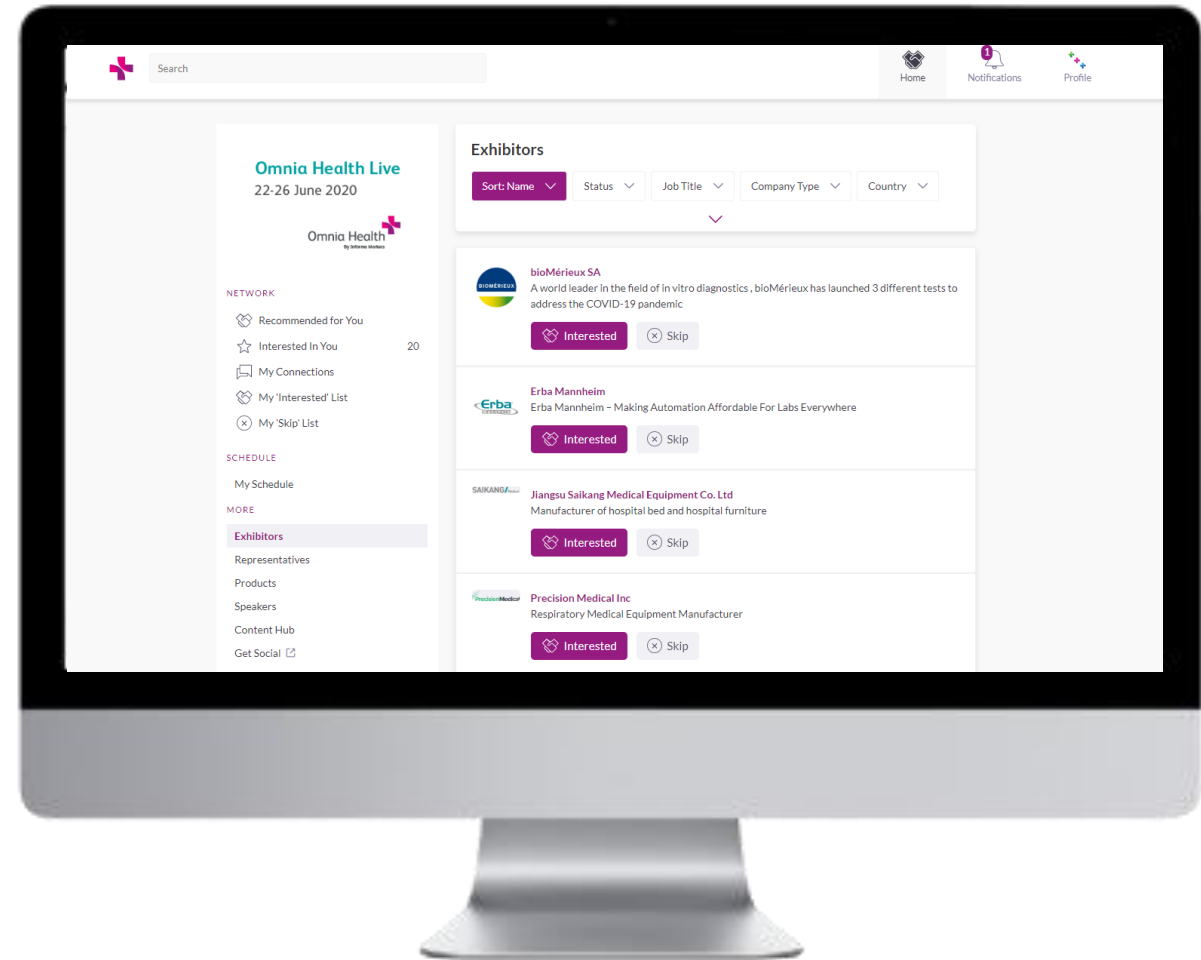 Search
Home
1
Notifications
Profile
Omnia Health Live
22-26 June 2020
Omnia Health
By Informa Markets
NETWORK
Recommended for You
Interested In You 20
My Connections
My 'Interested' List
My 'Skip' List
SCHEDULE
My Schedule
MORE
Exhibitors
Representatives
Products
Speakers
Content Hub
Get Social
Exhibitors
Sort: Name
Status
Job Title
Company Type
Country
BIOMÉRIEUX
bioMérieux SA
A world leader in the field of in vitro diagnostics , bioMérieux has launched 3 different tests to
address the COVID-19 pandemic
Interested
Skip
Erba
Erba Mannheim
Erba Mannheim – Making Automation Affordable For Labs Everywhere
Interested
Skip
SAIKANG
Jiangsu Saikang Medical Equipment Co. Ltd
Manufacturer of hospital bed and hospital furniture
Interested
Skip
PrecisionMedical
Precision Medical Inc
Respiratory Medical Equipment Manufacturer
Interested
Skip